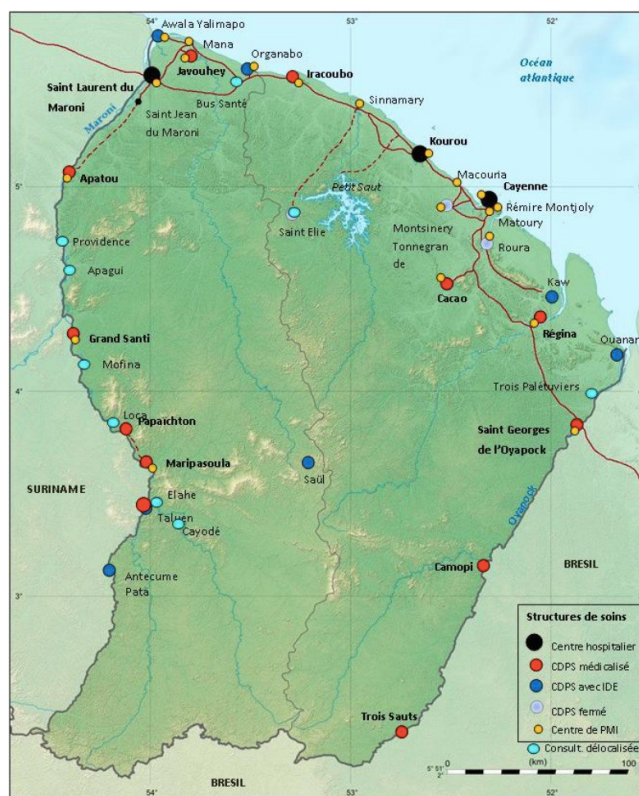 54°
53°
52°
Awala Yalimapo
Mana
Océan
atlantique
Organabo
Javouhey
Iracoubo
Saint Laurent du
Maroni
Bus Santé
Sinnamary
Maroni
Saint Jean
du Maroni
Kourou
Macouria
Apatou
5°
Petit Saut
Cayenne
Rémire Montjoly
Saint Elie
Montsinery
Tonnegran
de
Matoury
Roura
Providence
Apagui
Kaw
Cacao
Régina
Grand Santi
Ouanar
Mofina
4°
Trois Palétuviers
Loca
Papaïchton
Saint Georges
de l'Oyapock
Maripasoula
Saül
SURINAME
Elahe
Taluen
Cayodé
Oyapock
Camopi
BRESIL
Antecume
Pata
3°
Structures de soins
Centre hospitalier
CDPS médicalisé
CDPS avec IDE
CDPS fermé
Centre de PMI
Consult. délocalisée
Trois Sauts
5° 51'
2°
0 (km) 100
BRESIL
54°
53°
52°